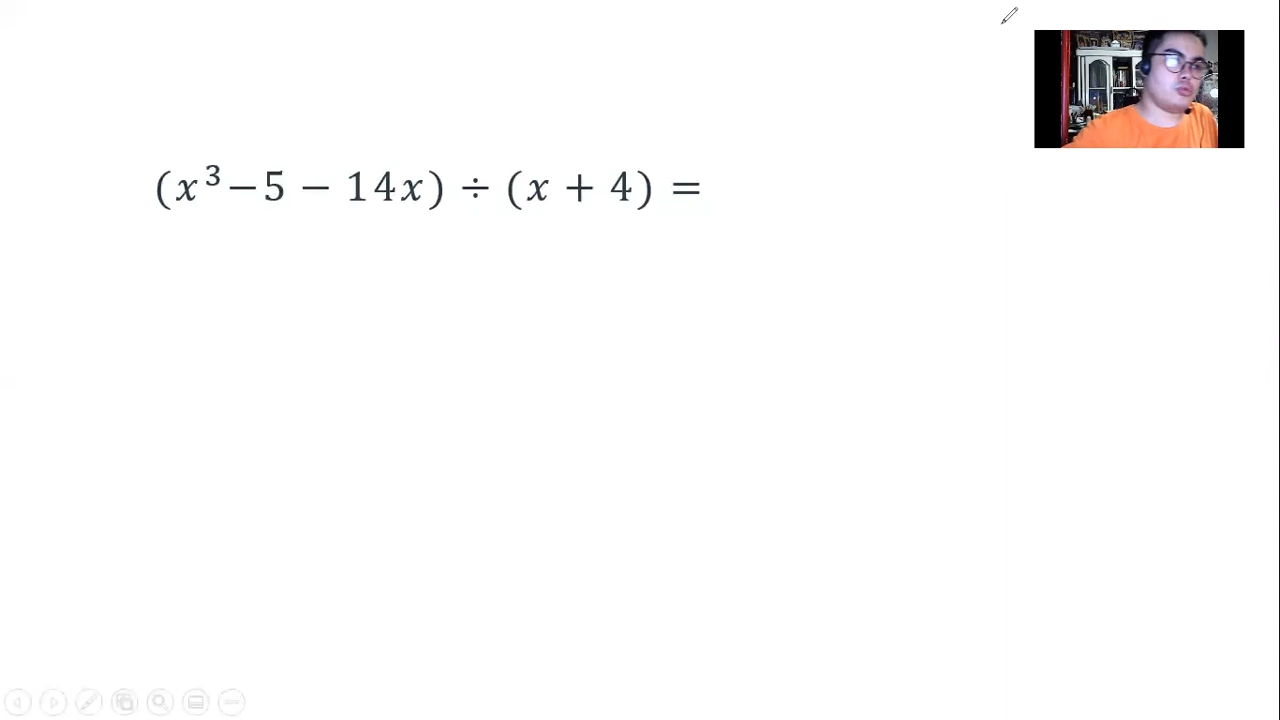 (x³−5 − 14x) ÷ (x + 4) =